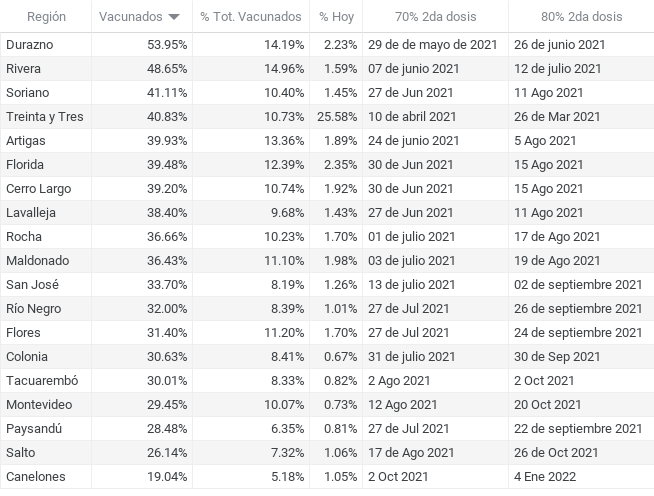 Región Vacunados % Tot. Vacunados % Hoy 70% 2da dosis 80% 2da dosis
Durazno 53.95% 14.19% 2.23% 29 de de mayo de 2021 26 de junio 2021
Rivera 48.65% 14.96% 1.59% 07 de junio 2021 12 de julio 2021
Soriano 41.11% 10.40% 1.45% 27 de Jun 2021 11 Ago 2021
Treinta y Tres 40.83% 10.73% 25.58% 10 de abril 2021 26 de Mar 2021
Artigas 39.93% 13.36% 1.89% 24 de junio 2021 5 Ago 2021
Florida 39.48% 12.39% 2.35% 30 de Jun 2021 15 Ago 2021
Cerro Largo 39.20% 10.74% 1.92% 30 de Jun 2021 15 Ago 2021
Lavalleja 38.40% 9.68% 1.43% 27 de Jun 2021 11 Ago 2021
Rocha 36.66% 10.23% 1.70% 01 de julio 2021 17 de Ago 2021
Maldonado 36.43% 11.10% 1.98% 03 de julio 2021 19 de Ago 2021
San José 33.70% 8.19% 1.26% 13 de julio 2021 02 de septiembre 2021
Río Negro 32.00% 8.39% 1.01% 27 de Jul 2021 26 de septiembre 2021
Flores 31.40% 11.20% 1.70% 27 de Jul 2021 24 de septiembre 2021
Colonia 30.63% 8.41% 0.67% 31 de julio 2021 30 de Sep 2021
Tacuarembó 30.01% 8.33% 0.82% 2 Ago 2021 2 Oct 2021
Montevideo 29.45% 10.07% 0.73% 12 Ago 2021 20 Oct 2021
Paysandú 28.48% 6.35% 0.81% 27 de Jul 2021 22 de septiembre 2021
Salto 26.14% 7.32% 1.06% 17 de Ago 2021 26 de Oct 2021
Canelones 19.04% 5.18% 1.05% 2 Oct 2021 4 Ene 2022